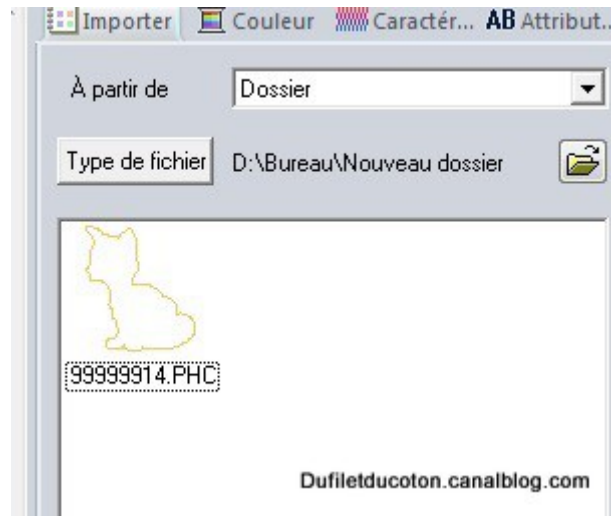 Importer Couleur Caractér... AB Attribut..
À partir de Dossier
Type de fichier D:\Bureau\Nouveau dossier
99999914.PHC
Dufiletducoton.canalblog.com